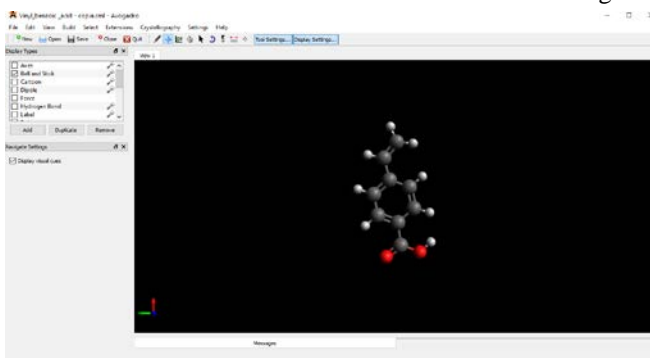 Vinyl_benzoic _acid - copia.cml - Avogadro
File Edit View Build Select Extensions Crystallography Settings Help
New Open Save Close Quit Tool Settings... Display Settings...
Display Types
View 1
Axes
Ball and Stick
Cartoon
Dipole
Force
Hydrogen Bond
Label
Add Duplicate Remove
Navigate Settings
Display visual cues
Messages